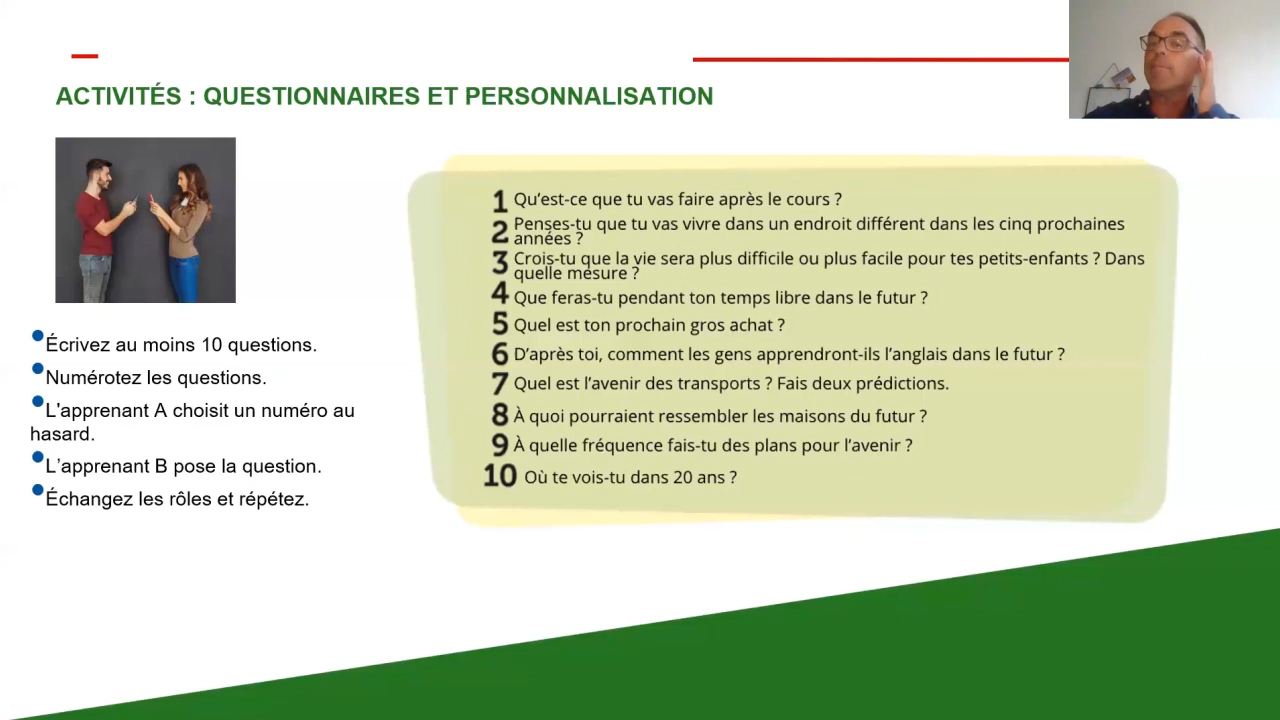 ACTIVITÉS : QUESTIONNAIRES ET PERSONNALISATION
•Écrivez au moins 10 questions.
•Numérotez les questions.
•L'apprenant A choisit un numéro au
hasard.
•L’apprenant B pose la question.
•Échangez les rôles et répétez.
1 Qu’est-ce que tu vas faire après le cours ?
2 Penses-tu que tu vas vivre dans un endroit différent dans les cinq prochaines
années ?
3 Crois-tu que la vie sera plus difficile ou plus facile pour tes petits-enfants ? Dans
quelle mesure ?
4 Que feras-tu pendant ton temps libre dans le futur ?
5 Quel est ton prochain gros achat ?
6 D’après toi, comment les gens apprendront-ils l’anglais dans le futur ?
7 Quel est l’avenir des transports ? Fais deux prédictions.
8 À quoi pourraient ressembler les maisons du futur ?
9 À quelle fréquence fais-tu des plans pour l’avenir ?
10 Où te vois-tu dans 20 ans ?